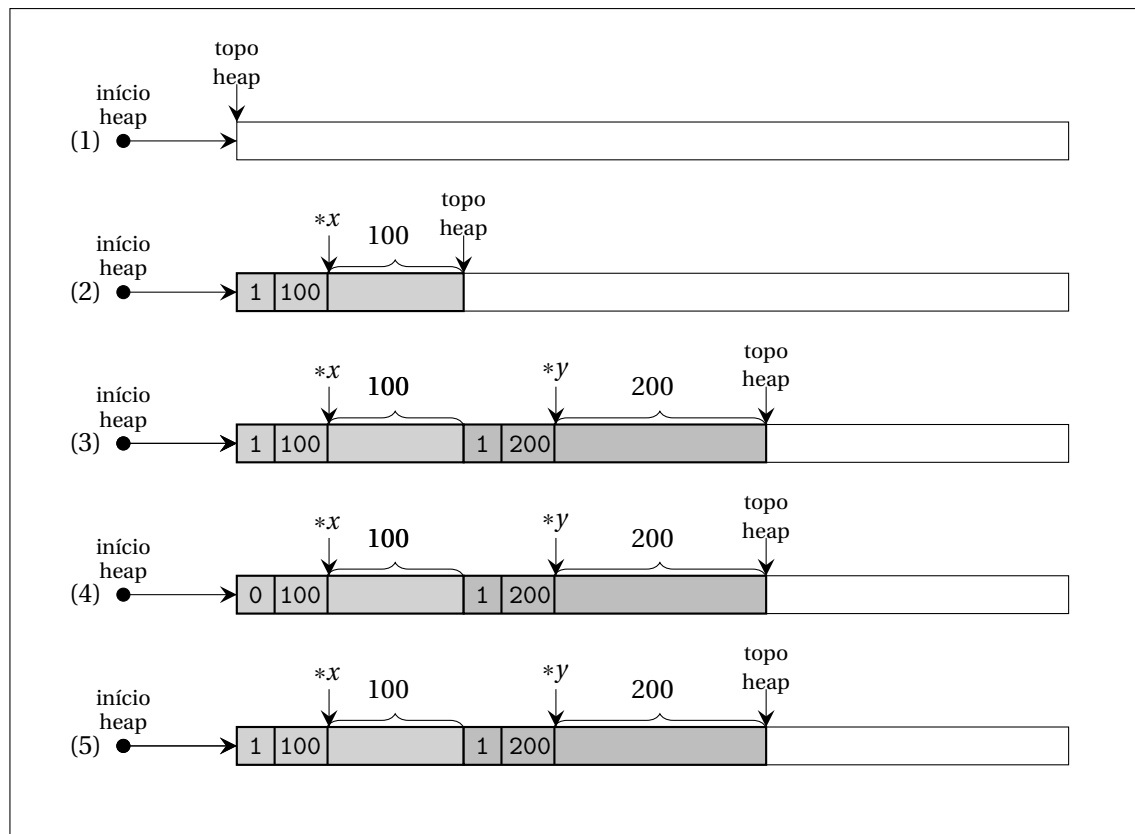 topo
heap
início
heap
(1)
topo
heap
∗x
100
início
heap
(2)
1 100
topo
heap
∗x
100
∗y
200
início
heap
(3)
1 100 1 200
topo
heap
∗x
100
∗y
200
início
heap
(4)
0 100 1 200
topo
heap
∗x
100
∗y
200
início
heap
(5)
1 100 1 200